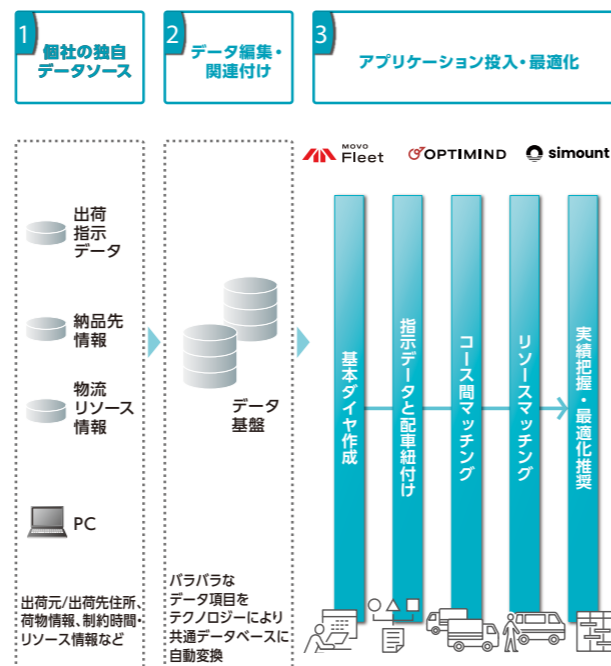 1
個社の独自
データソース
2
データ編集・
関連付け
3
アプリケーション投入・最適化
出荷
指示
データ
納品先
情報
物流
リソース
情報
PC
出荷元/出荷先住所、
荷物情報、制約時間・
リソース情報など
データ
基盤
バラバラな
データ項目を
テクノロジーにより
共通データベースに
自動変換
MOVO
Fleet
OPTIMIND
simount
基本ダイヤ作成
指示データと配車紐付け
コース間マッチング
リソースマッチング
実績把握・最適化推奨